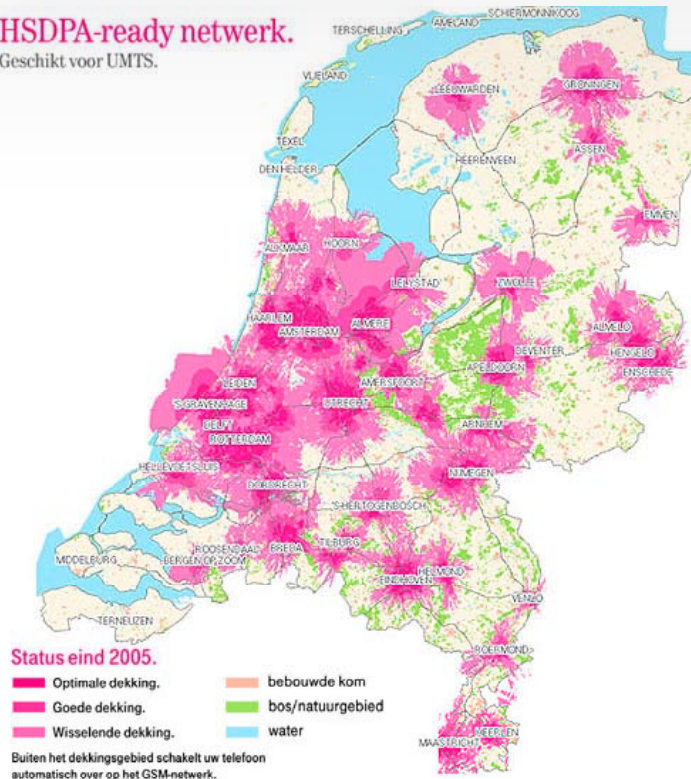 HSDPA-ready netwerk.
Geschikt voor UMTS.
SCHIERMONNIKOOG
AMELAND
TERSCHELLING
VLIELAND
LEEUWARDEN
GRONINGEN
TEXEL
ASSEN
HEERENVEEN
DEN HELDER
EMMEN
ALKMAAR
HOORN
LELYSTAD
ZWOLLE
HAARLEM
ALMERE
AMSTERDAM
ALMELO
DEVENTER
HENGELO
APELDOORN
ENSCHEDE
LEIDEN
AMERSFOORT
'S-GRAVENHAGE
UTRECHT
DELFT
ARNHEM
ROTTERDAM
HELLEVOETSLUIS
NIJMEGEN
DORDRECHT
'S-HERTOGENBOSCH
TILBURG
ROOSENDAAL
BREDA
MIDDELBURG
BERGEN OP ZOOM
HELMOND
EINDHOVEN
VENLO
TERNEUZEN
ROERMOND
HEERLEN
MAASTRICHT
Status eind 2005.
Optimale dekking.
Goede dekking.
Wisselende dekking.
bebouwde kom
bos/natuurgebied
water
Buiten het dekkingsgebied schakelt uw telefoon
automatisch over op het GSM-netwerk.